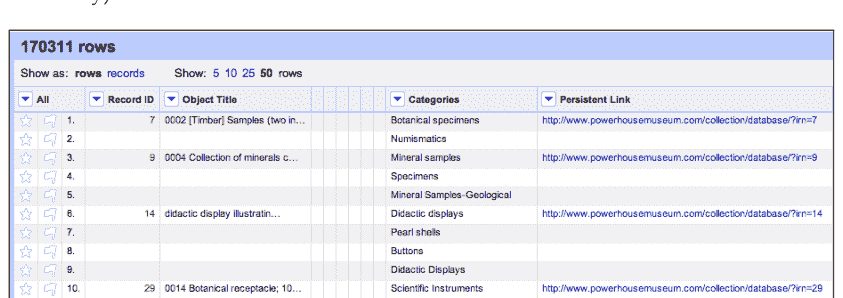 170311 rows
Show as: rows records Show: 5 10 25 50 rows
All Record ID Object Title Categories Persistent Link
1. 7 0002 [Timber] Samples (two in... Botanical specimens http://www.powerhousemuseum.com/collection/database/?irn=7
2. Numismatics
3. 9 0004 Collection of minerals c... Mineral samples http://www.powerhousemuseum.com/collection/database/?irn=9
4. Specimens
5. Mineral Samples-Geological
6. 14 didactic display illustratin... Didactic displays http://www.powerhousemuseum.com/collection/database/?irn=14
7. Pearl shells
8. Buttons
9. Didactic Displays
10. 29 0014 Botanical receptacle; 10... Scientific Instruments http://www.powerhousemuseum.com/collection/database/?irn=29